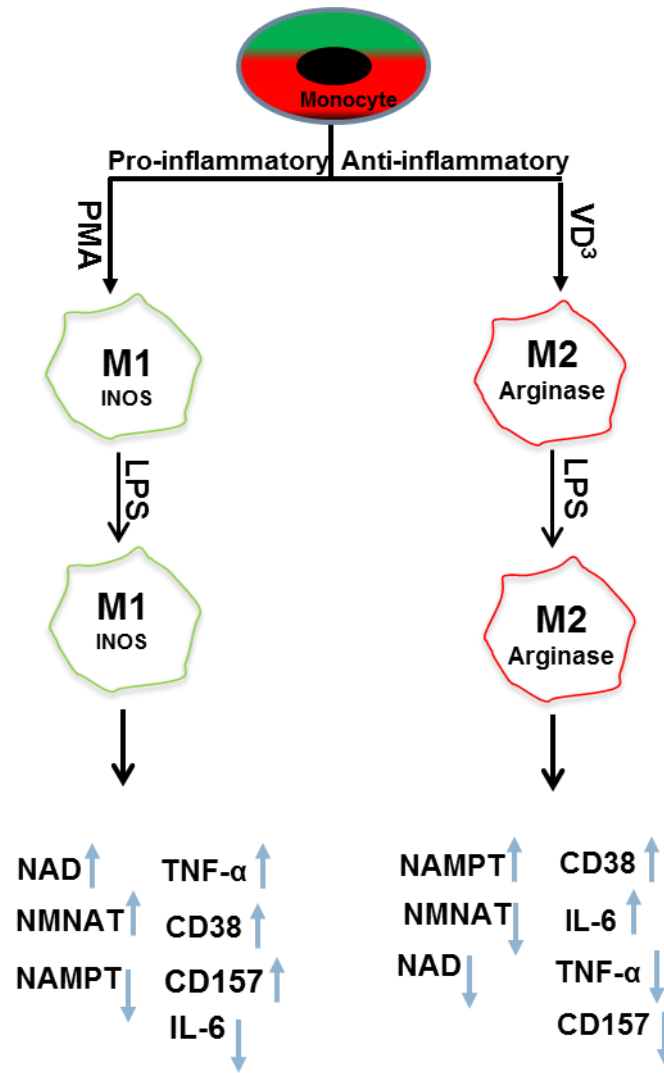 Monocyte
Pro-inflammatory Anti-inflammatory
PMA
VD³
M1
INOS
M2
Arginase
LPS
LPS
M1
INOS
M2
Arginase
NAD
TNF-α
NMNAT
CD38
NAMPT
CD157
IL-6
NAMPT
CD38
NMNAT
IL-6
NAD
TNF-α
CD157